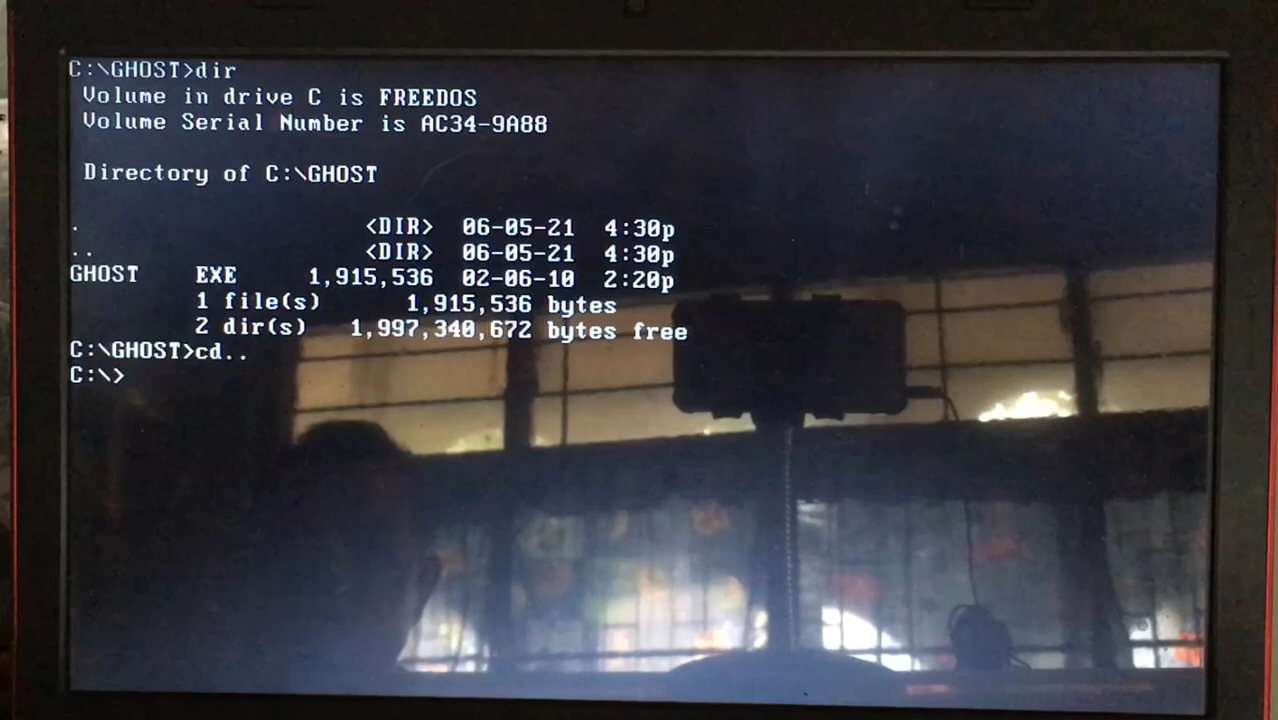 C:\GHOST>dir
Volume in drive C is FREEDOS
Volume Serial Number is AC34-9A88
Directory of C:\GHOST
. <DIR> 06-05-21 4:30p
.. <DIR> 06-05-21 4:30p
GHOST EXE 1,915,536 02-06-10 2:20p
1 file(s) 1,915,536 bytes
2 dir(s) 1,997,340,672 bytes free
C:\GHOST>cd..
C:\>